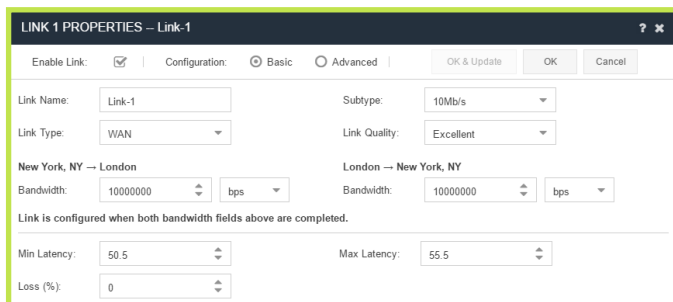 LINK 1 PROPERTIES -- Link-1 ? ✖
Enable Link: Configuration: Basic Advanced OK & Update OK Cancel
Link Name: Link-1 Subtype: 10Mb/s
Link Type: WAN Link Quality: Excellent
New York, NY → London London → New York, NY
Bandwidth: 10000000 bps Bandwidth: 10000000 bps
Link is configured when both bandwidth fields above are completed.
Min Latency: 50.5 Max Latency: 55.5
Loss (%): 0